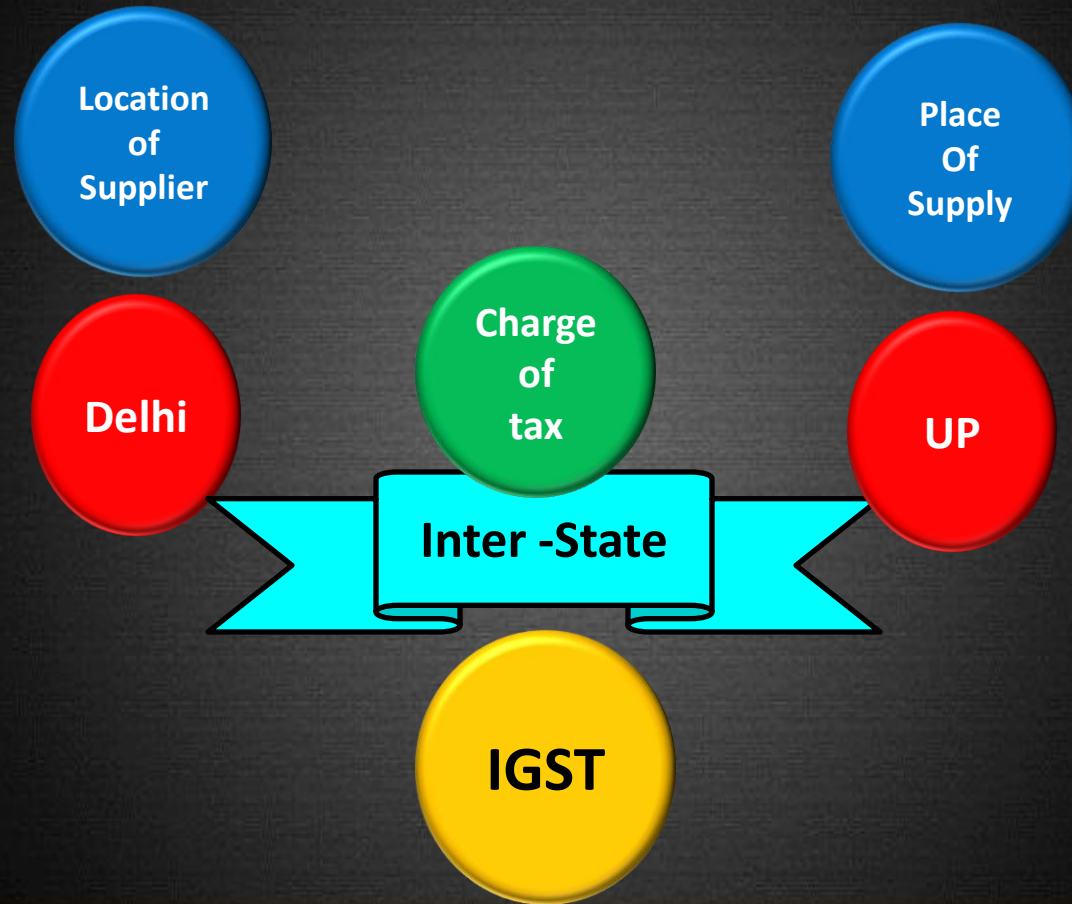 Location
of
Supplier
Place
Of
Supply
Charge
of
tax
Delhi
UP
Inter -State
IGST